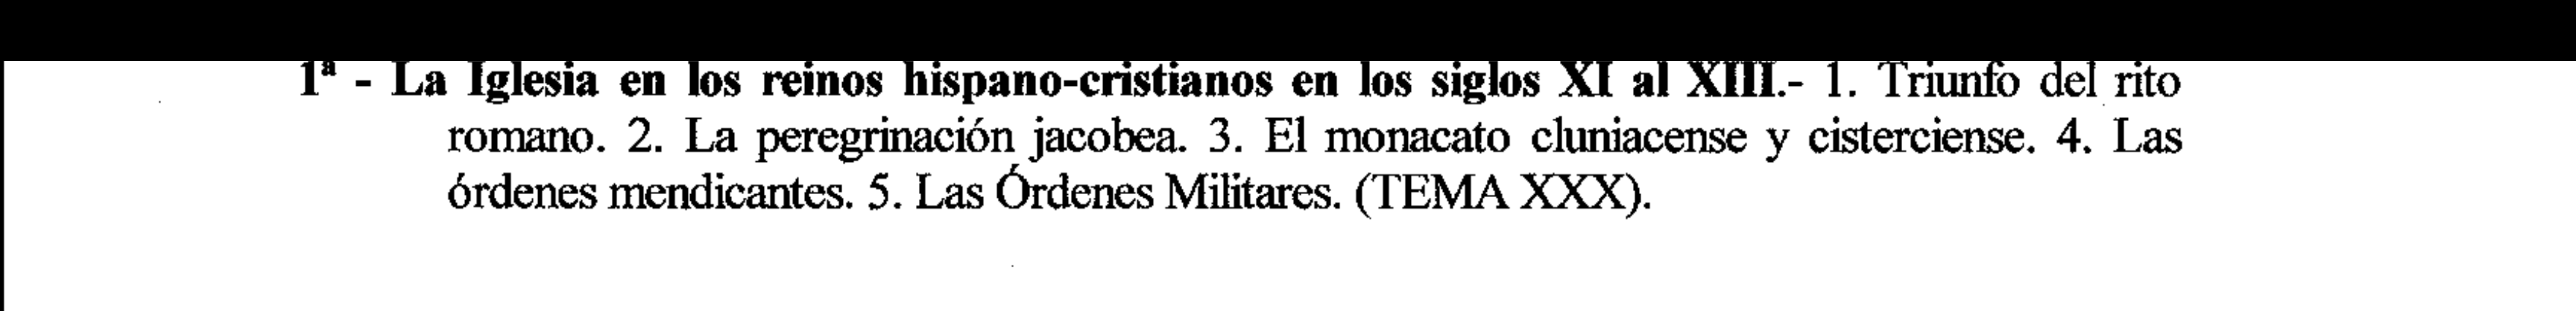 1ª - La Iglesia en los reinos hispano-cristianos en los siglos XI al XIII.- 1. Triunfo del rito
romano. 2. La peregrinación jacobea. 3. El monacato cluniacense y cisterciense. 4. Las
órdenes mendicantes. 5. Las Órdenes Militares. (TEMA XXX).